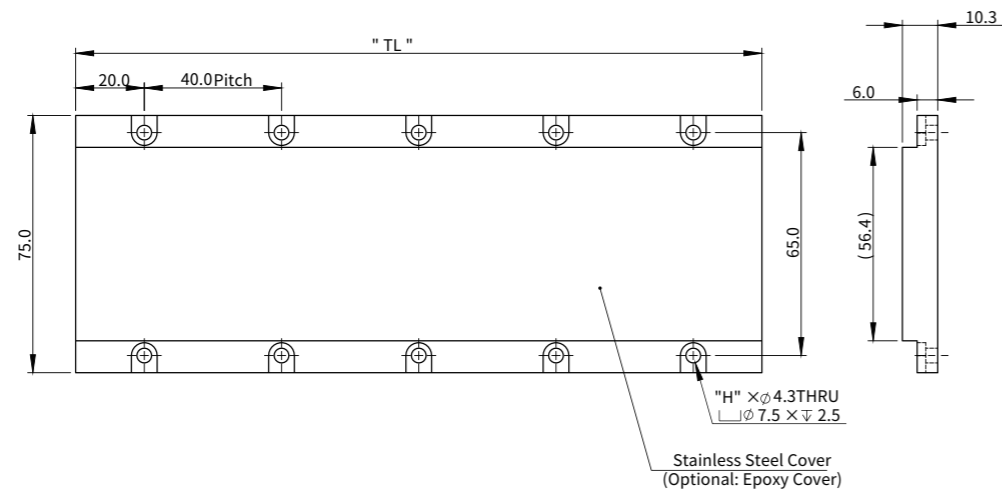 " TL "
10.3
20.0
40.0Pitch
6.0
75.0
65.0
(56.4)
"H" ×⌀4.3THRU
⌴⌀7.5 ×↧2.5
Stainless Steel Cover
(Optional: Epoxy Cover)